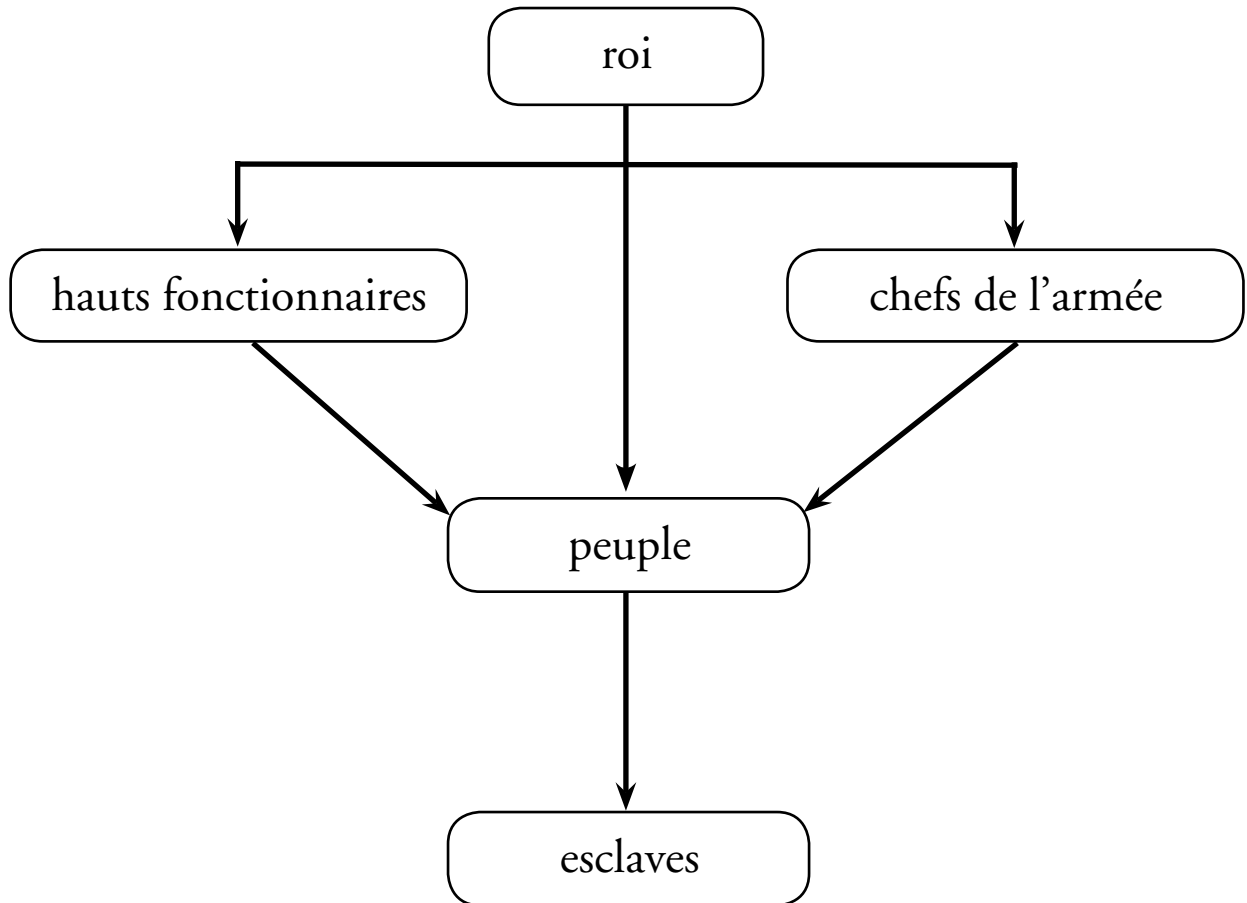 roi
hauts fonctionnaires
chefs de l’armée
peuple
esclaves